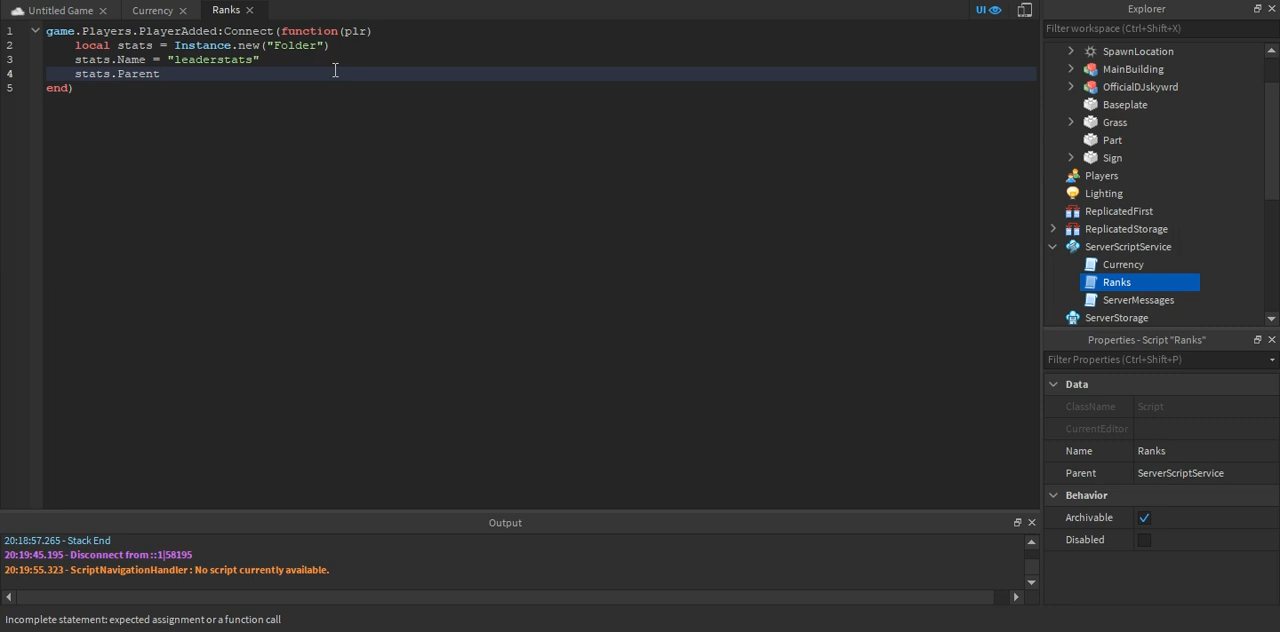 Untitled Game
Currency
Ranks
UI
Explorer
Filter workspace (Ctrl+Shift+X)
1 game.Players.PlayerAdded:Connect(function(plr)
2 local stats = Instance.new("Folder")
3 stats.Name = "leaderstats"
4 stats.Parent
5 end)
SpawnLocation
MainBuilding
OfficialDJskywrd
Baseplate
Grass
Part
Sign
Players
Lighting
ReplicatedFirst
ReplicatedStorage
ServerScriptService
Currency
Ranks
ServerMessages
ServerStorage
Properties - Script "Ranks"
Filter Properties (Ctrl+Shift+P)
Data
ClassName Script
CurrentEditor
Name Ranks
Parent ServerScriptService
Behavior
Archivable
Disabled
Output
20:18:57.265 - Stack End
20:19:45.195 - Disconnect from ::1|58195
20:19:55.323 - ScriptNavigationHandler : No script currently available.
Incomplete statement: expected assignment or a function call